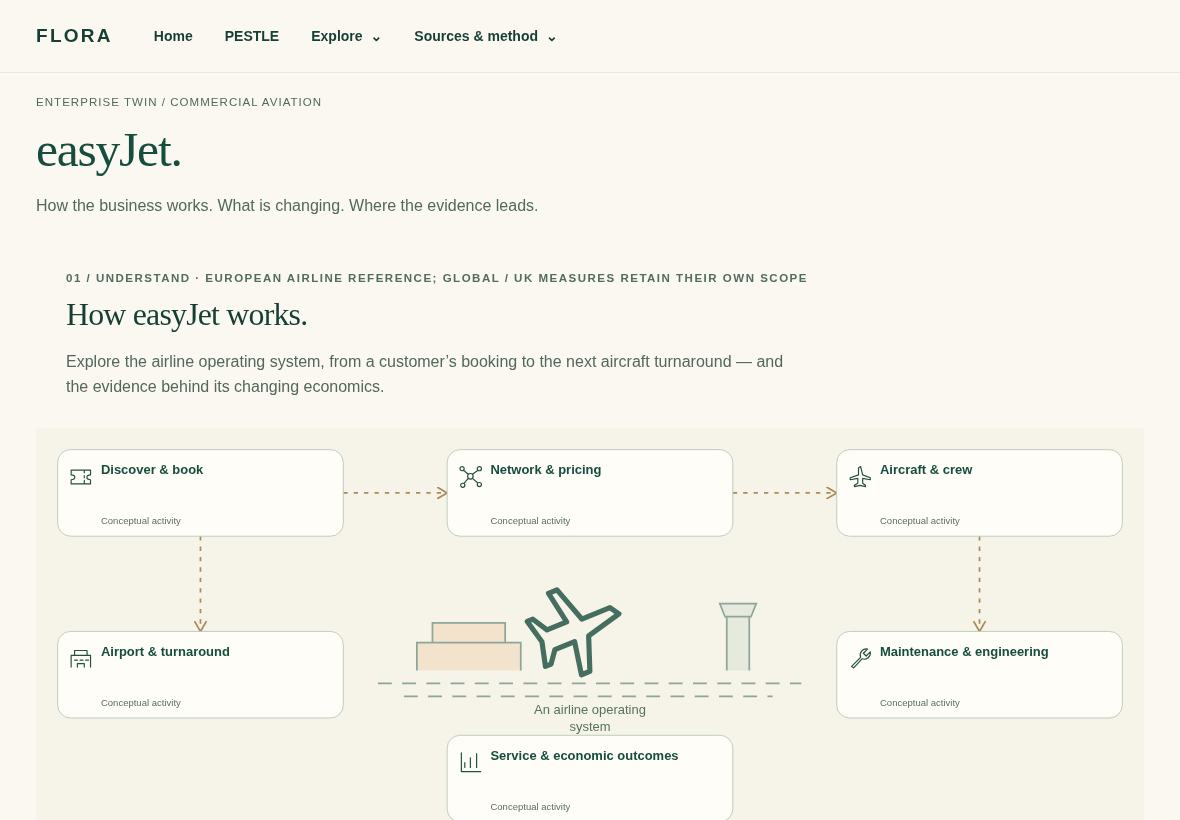 FLORA
Home
PESTLE
Explore
Sources & method
ENTERPRISE TWIN / COMMERCIAL AVIATION
easyJet.
How the business works. What is changing. Where the evidence leads.
01 / UNDERSTAND · EUROPEAN AIRLINE REFERENCE; GLOBAL / UK MEASURES RETAIN THEIR OWN SCOPE
How easyJet works.
Explore the airline operating system, from a customer’s booking to the next aircraft turnaround — and
the evidence behind its changing economics.
Discover & book
Conceptual activity
Network & pricing
Conceptual activity
Aircraft & crew
Conceptual activity
Airport & turnaround
Conceptual activity
Maintenance & engineering
Conceptual activity
An airline operating
system
Service & economic outcomes
Conceptual activity